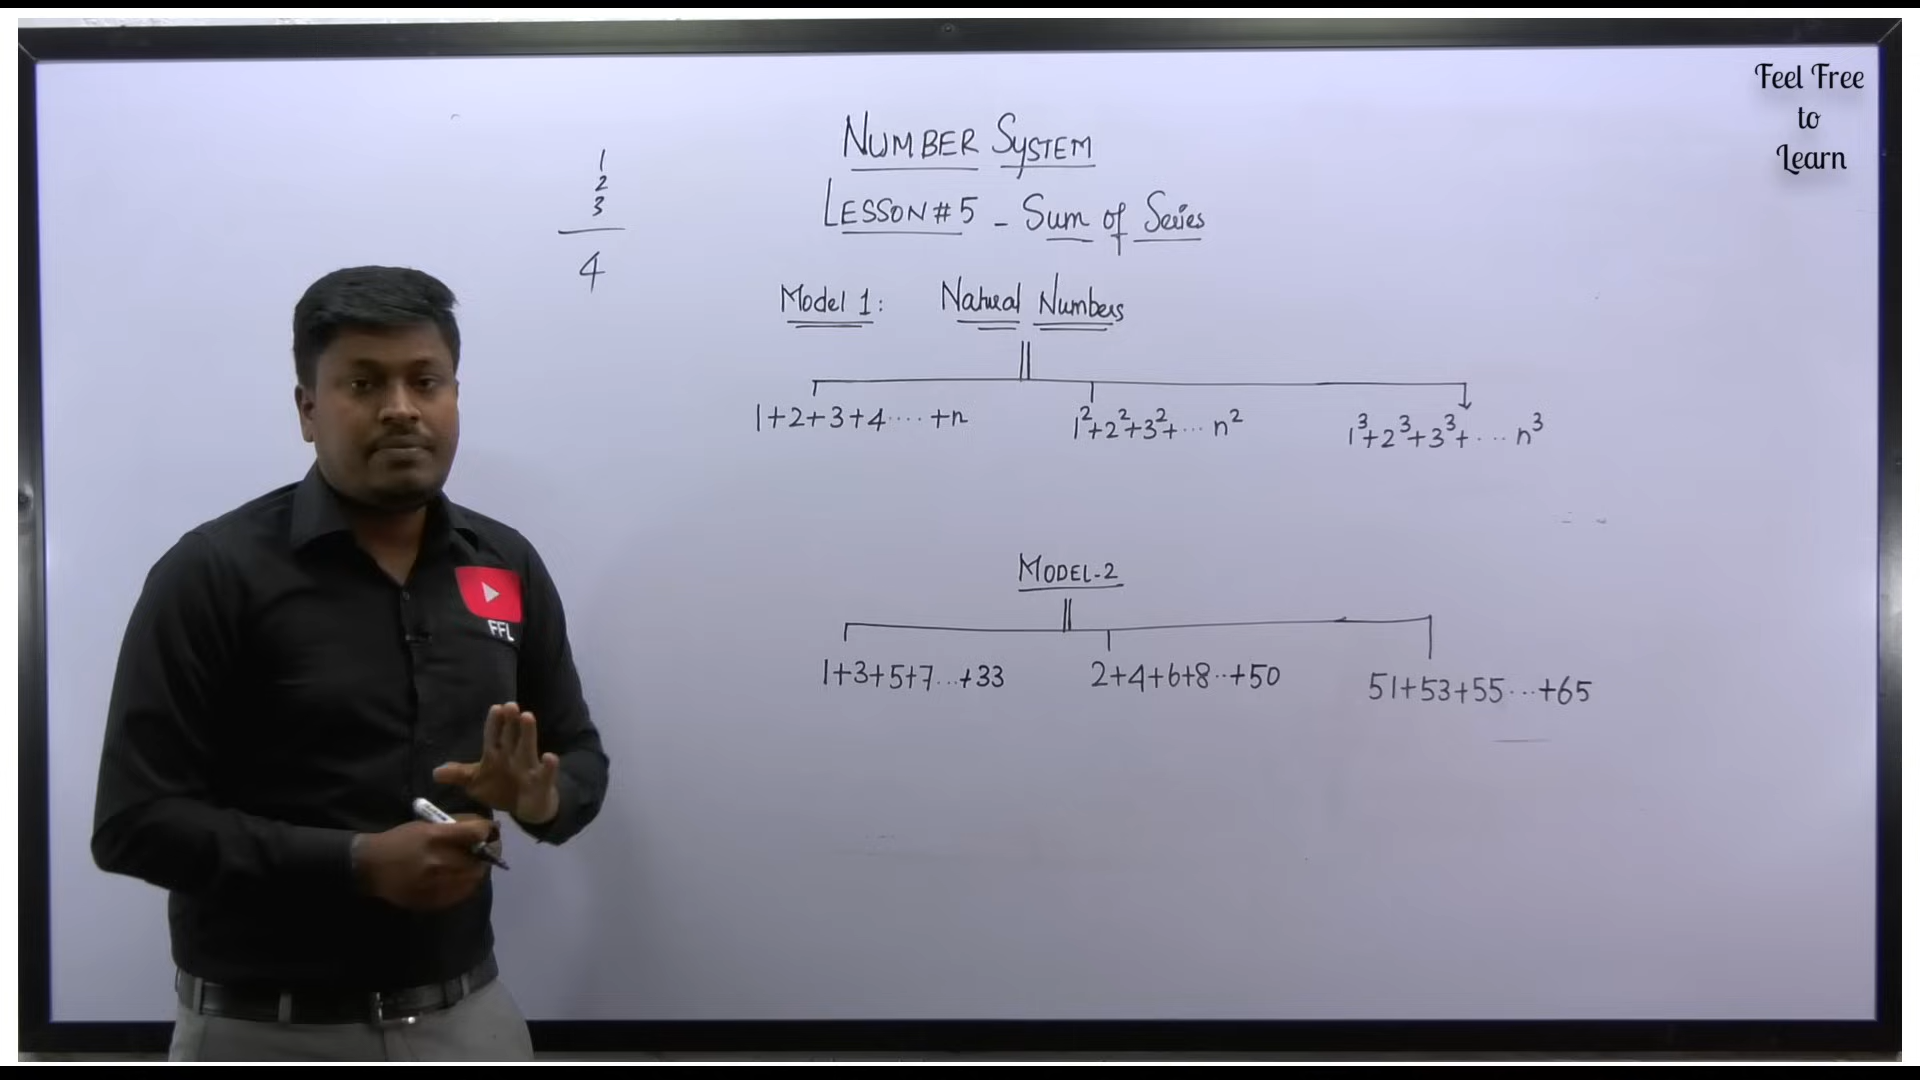 Feel Free
to
Learn
1
2
3
4
NUMBER SYSTEM
LESSON # 5 - Sum of Series
Model 1: Natural Numbers
1+2+3+4....+n
1²+2²+3²+... n²
1³+2³+3³+... n³
MODEL-2
1+3+5+7...+33
2+4+6+8..+50
51+53+55...+65
FFL